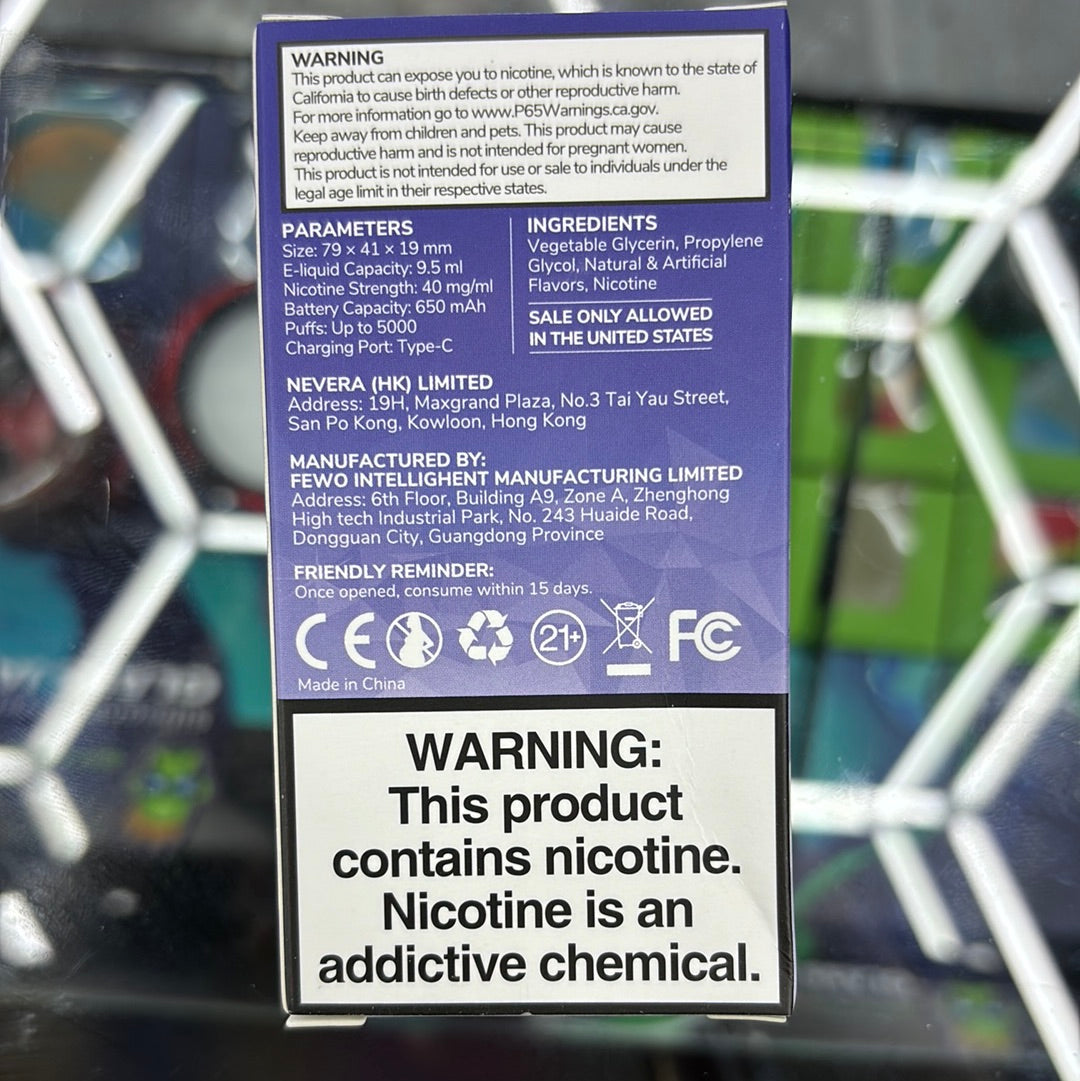 WARNING
This product can expose you to nicotine, which is known to the state of
California to cause birth defects or other reproductive harm.
For more information go to www.P65Warnings.ca.gov.
Keep away from children and pets. This product may cause
reproductive harm and is not intended for pregnant women.
This product is not intended for use or sale to individuals under the
legal age limit in their respective states.
PARAMETERS
Size: 79 × 41 × 19 mm
E-liquid Capacity: 9.5 ml
Nicotine Strength: 40 mg/ml
Battery Capacity: 650 mAh
Puffs: Up to 5000
Charging Port: Type-C
INGREDIENTS
Vegetable Glycerin, Propylene
Glycol, Natural & Artificial
Flavors, Nicotine
SALE ONLY ALLOWED
IN THE UNITED STATES
NEVERA (HK) LIMITED
Address: 19H, Maxgrand Plaza, No.3 Tai Yau Street,
San Po Kong, Kowloon, Hong Kong
MANUFACTURED BY:
FEWO INTELLIGHENT MANUFACTURING LIMITED
Address: 6th Floor, Building A9, Zone A, Zhenghong
High tech Industrial Park, No. 243 Huaide Road,
Dongguan City, Guangdong Province
FRIENDLY REMINDER:
Once opened, consume within 15 days.
CE 21+ FC
Made in China
WARNING:
This product
contains nicotine.
Nicotine is an
addictive chemical.